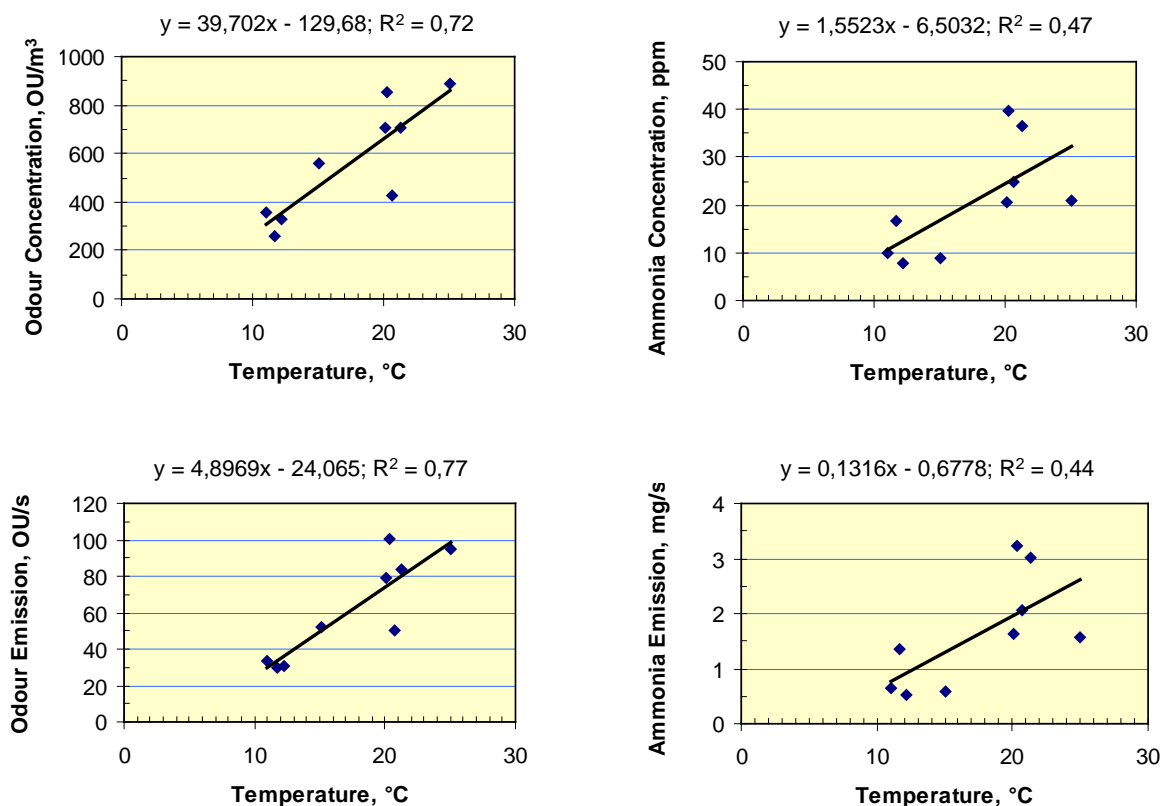 y = 39,702x - 129,68; R² = 0,72
Odour Concentration, OU/m³
1000
800
600
400
200
0
0 10 20 30
Temperature, °C
y = 1,5523x - 6,5032; R² = 0,47
Ammonia Concentration, ppm
50
40
30
20
10
0
0 10 20 30
Temperature, °C
y = 4,8969x - 24,065; R² = 0,77
Odour Emission, OU/s
120
100
80
60
40
20
0
0 10 20 30
Temperature, °C
y = 0,1316x - 0,6778; R² = 0,44
Ammonia Emission, mg/s
4
3
2
1
0
0 10 20 30
Temperature, °C